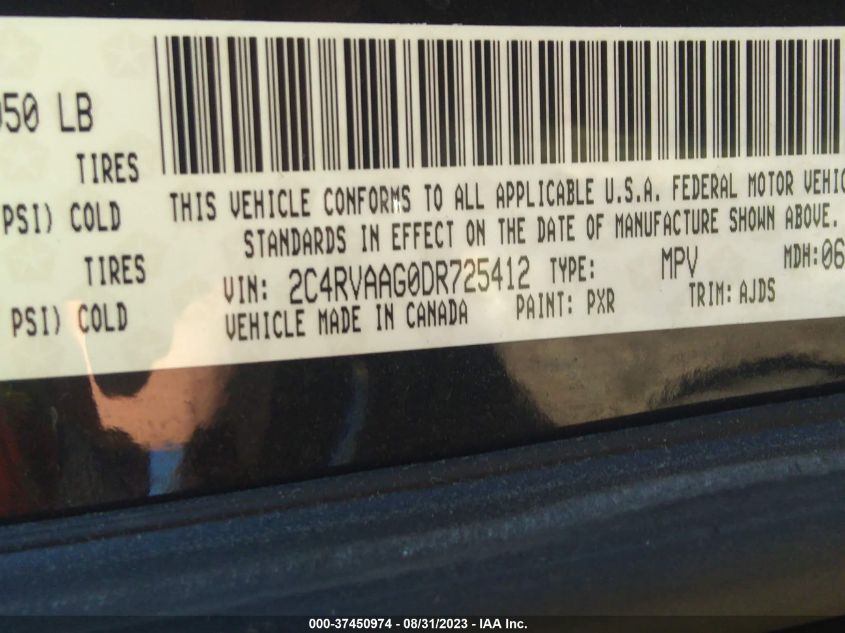 050 LB
TIRES
PSI) COLD
TIRES
PSI) COLD
THIS VEHICLE CONFORMS TO ALL APPLICABLE U.S.A. FEDERAL MOTOR VEHIC
STANDARDS IN EFFECT ON THE DATE OF MANUFACTURE SHOWN ABOVE.
VIN: 2C4RVAAG0DR725412 TYPE: MPV MDH:06
VEHICLE MADE IN CANADA PAINT: PXR TRIM: AJDS
000-37450974 - 08/31/2023 - IAA Inc.